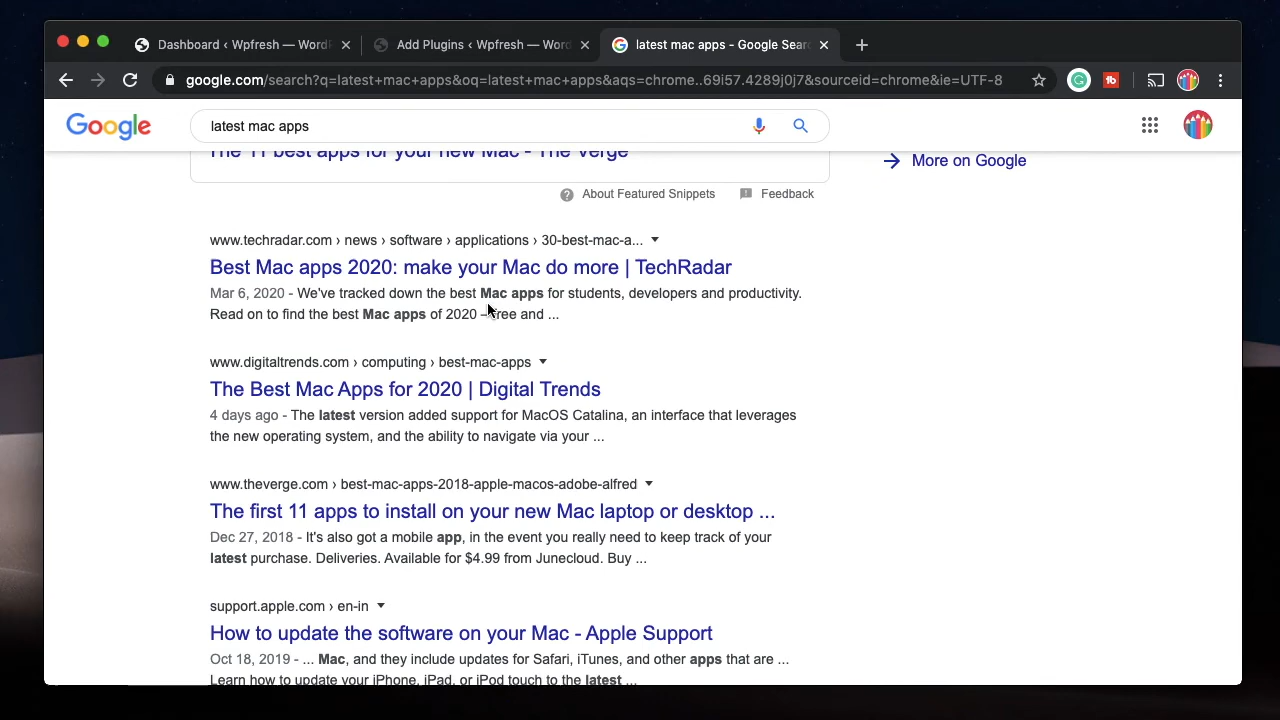 Dashboard ‹ Wpfresh — Word
Add Plugins ‹ Wpfresh — Word
latest mac apps - Google Sear
google.com/search?q=latest+mac+apps&oq=latest+mac+apps&aqs=chrome..69i57.4289j0j7&sourceid=chrome&ie=UTF-8
Google
latest mac apps
The 11 best apps for your new Mac - The Verge
More on Google
About Featured Snippets
Feedback
www.techradar.com › news › software › applications › 30-best-mac-a...
Best Mac apps 2020: make your Mac do more | TechRadar
Mar 6, 2020 - We've tracked down the best Mac apps for students, developers and productivity.
Read on to find the best Mac apps of 2020 – free and ...
www.digitaltrends.com › computing › best-mac-apps
The Best Mac Apps for 2020 | Digital Trends
4 days ago - The latest version added support for MacOS Catalina, an interface that leverages
the new operating system, and the ability to navigate via your ...
www.theverge.com › best-mac-apps-2018-apple-macos-adobe-alfred
The first 11 apps to install on your new Mac laptop or desktop ...
Dec 27, 2018 - It's also got a mobile app, in the event you really need to keep track of your
latest purchase. Deliveries. Available for $4.99 from Junecloud. Buy ...
support.apple.com › en-in
How to update the software on your Mac - Apple Support
Oct 18, 2019 - ... Mac, and they include updates for Safari, iTunes, and other apps that are ...
Learn how to update your iPhone, iPad, or iPod touch to the latest ...